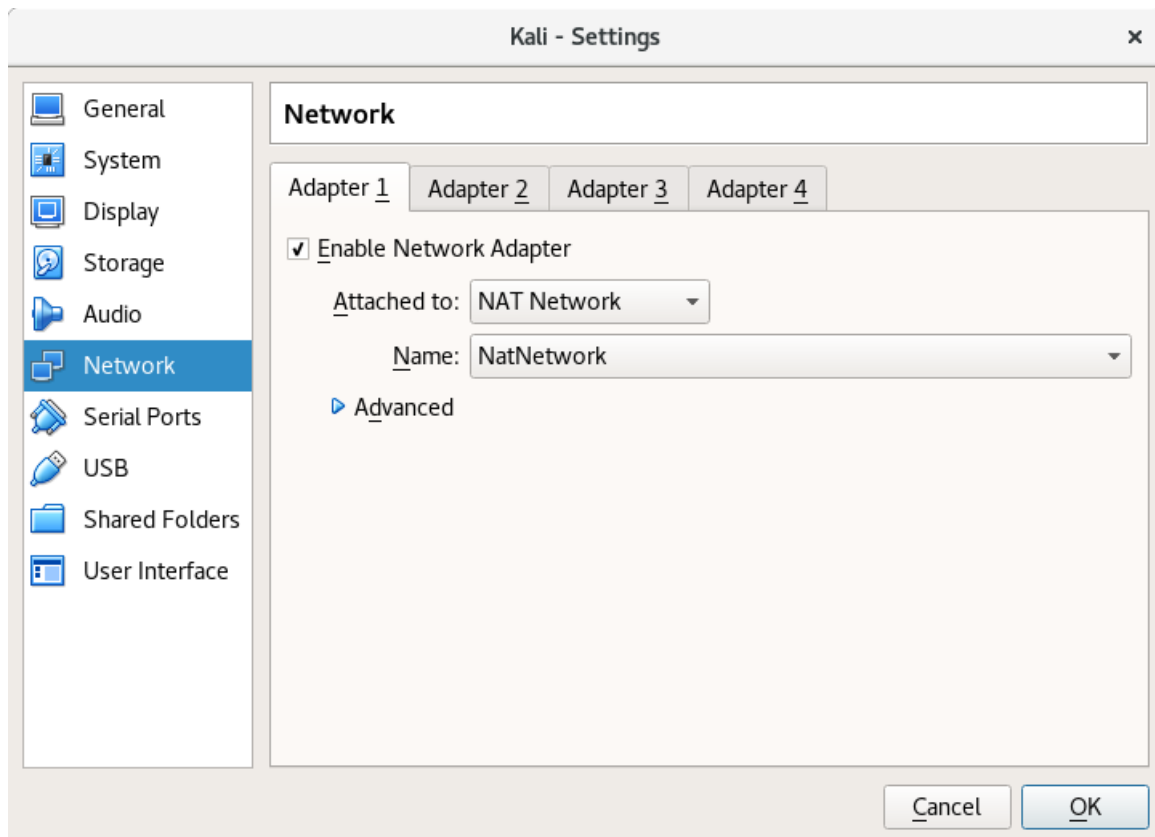 Kali - Settings
General
System
Display
Storage
Audio
Network
Serial Ports
USB
Shared Folders
User Interface
Network
Adapter 1 Adapter 2 Adapter 3 Adapter 4
Enable Network Adapter
Attached to: NAT Network
Name: NatNetwork
Advanced
Cancel OK